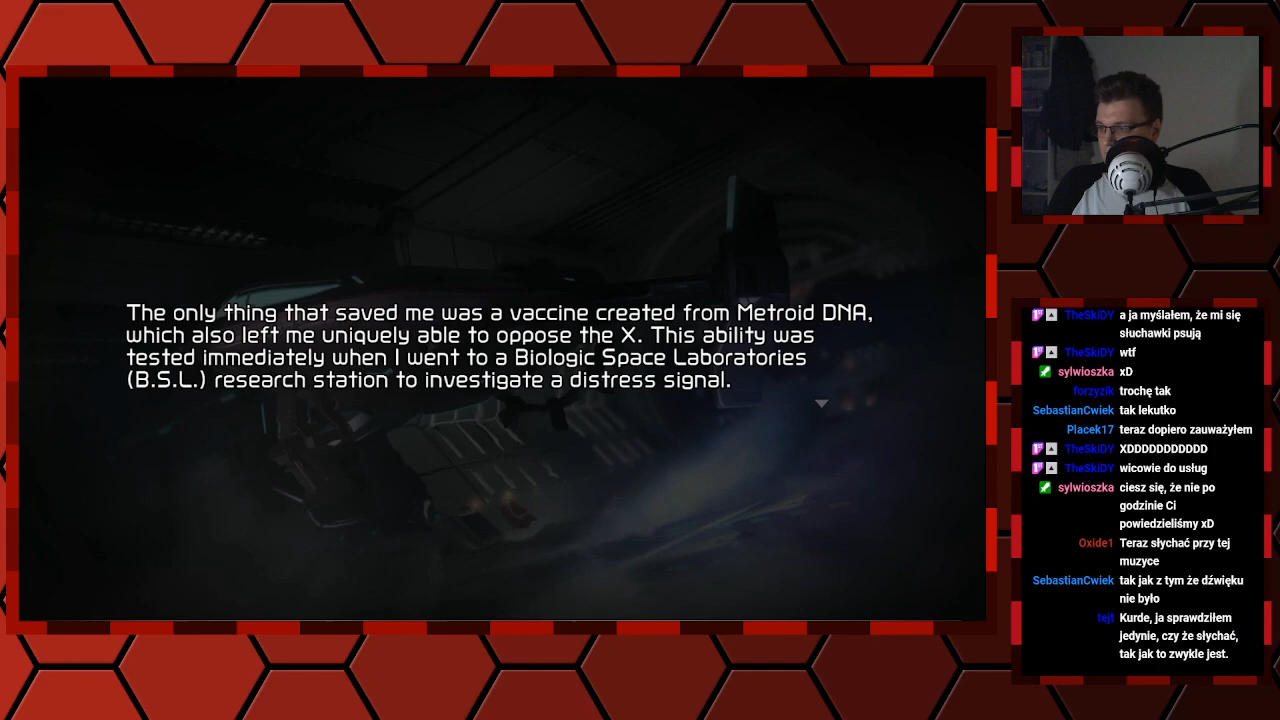 The only thing that saved me was a vaccine created from Metroid DNA,
which also left me uniquely able to oppose the X. This ability was
tested immediately when I went to a Biologic Space Laboratories
(B.S.L.) research station to investigate a distress signal.
TheSkiDY a ja myślałem, że mi się
słuchawki psują
TheSkiDY wtf
sylwioszka xD
forzyzik trochę tak
SebastianCwiek tak lekutko
Placek17 teraz dopiero zauważyłem
TheSkiDY XDDDDDDDDDDD
TheSkiDY wicowie do usług
sylwioszka ciesz się, że nie po
godzinie Ci
powiedzieliśmy xD
Oxide1 Teraz słychać przy tej
muzyce
SebastianCwiek tak jak z tym że dźwięku
nie było
tejt Kurde, ja sprawdziłem
jedynie, czy że słychać,
tak jak to zwykle jest.